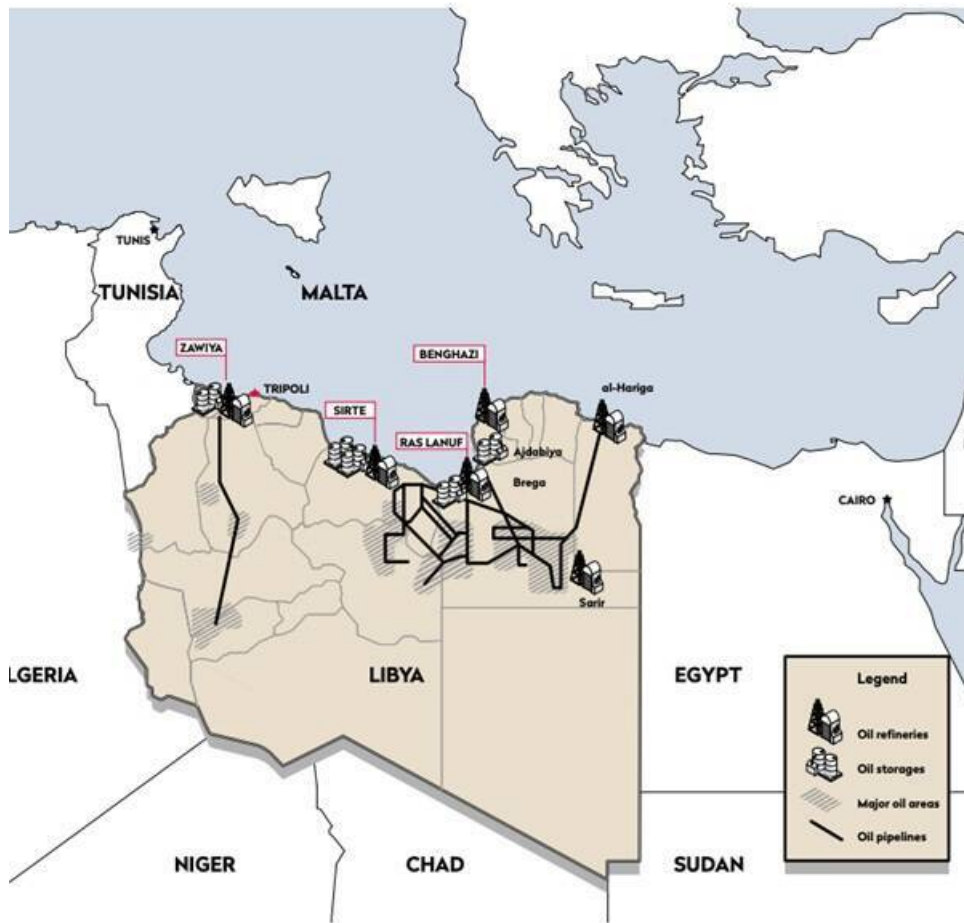 TUNIS
TUNISIA
MALTA
ZAWIYA
BENGHAZI
TRIPOLI
al-Hariga
SIRTE
RAS LANUF
Ajdabiya
Brega
CAIRO
Sarir
LGERIA
LIBYA
EGYPT
Legend
Oil refineries
Oil storages
Major oil areas
Oil pipelines
NIGER
CHAD
SUDAN